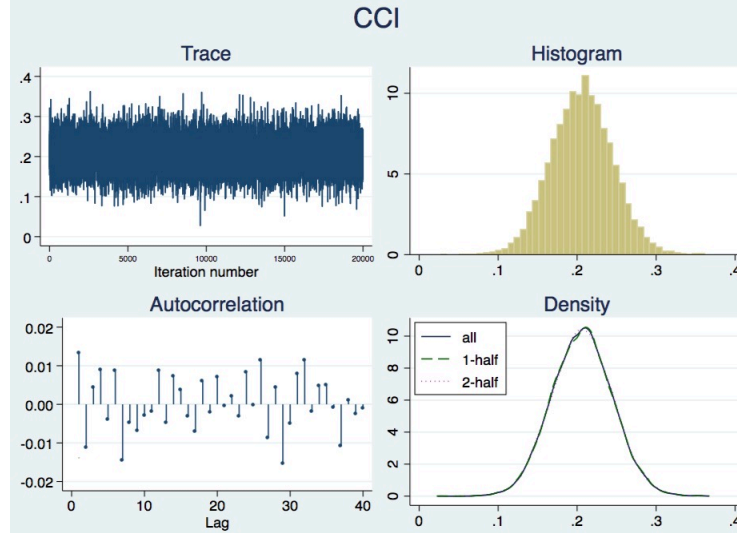 CCI
Trace
.4
.3
.2
.1
0
0 5000 10000 15000 20000
Iteration number
Histogram
10
5
0
0 .1 .2 .3 .4
Autocorrelation
0.02
0.01
0.00
-0.01
-0.02
0 10 20 30 40
Lag
Density
all
1-half
2-half
10
8
6
4
2
0
0 .1 .2 .3 .4